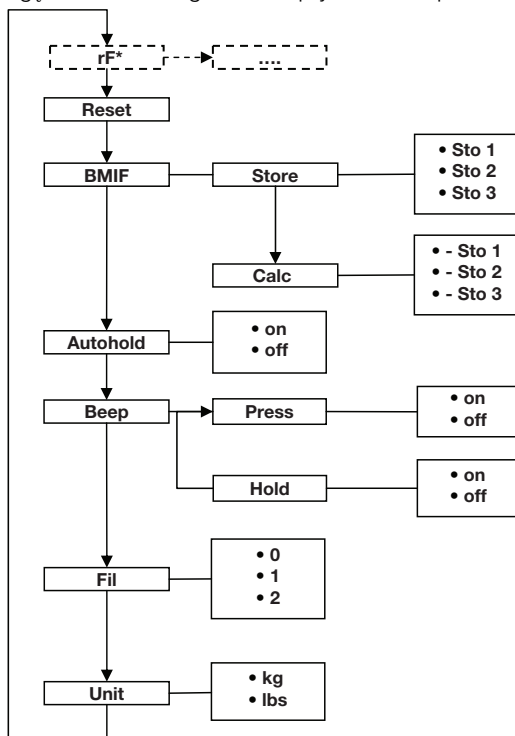 rF*
....
Reset
BMIF
Store
• Sto 1
• Sto 2
• Sto 3
Calc
• - Sto 1
• - Sto 2
• - Sto 3
Autohold
• on
• off
Beep
Press
• on
• off
Hold
• on
• off
Fil
• 0
• 1
• 2
Unit
• kg
• lbs